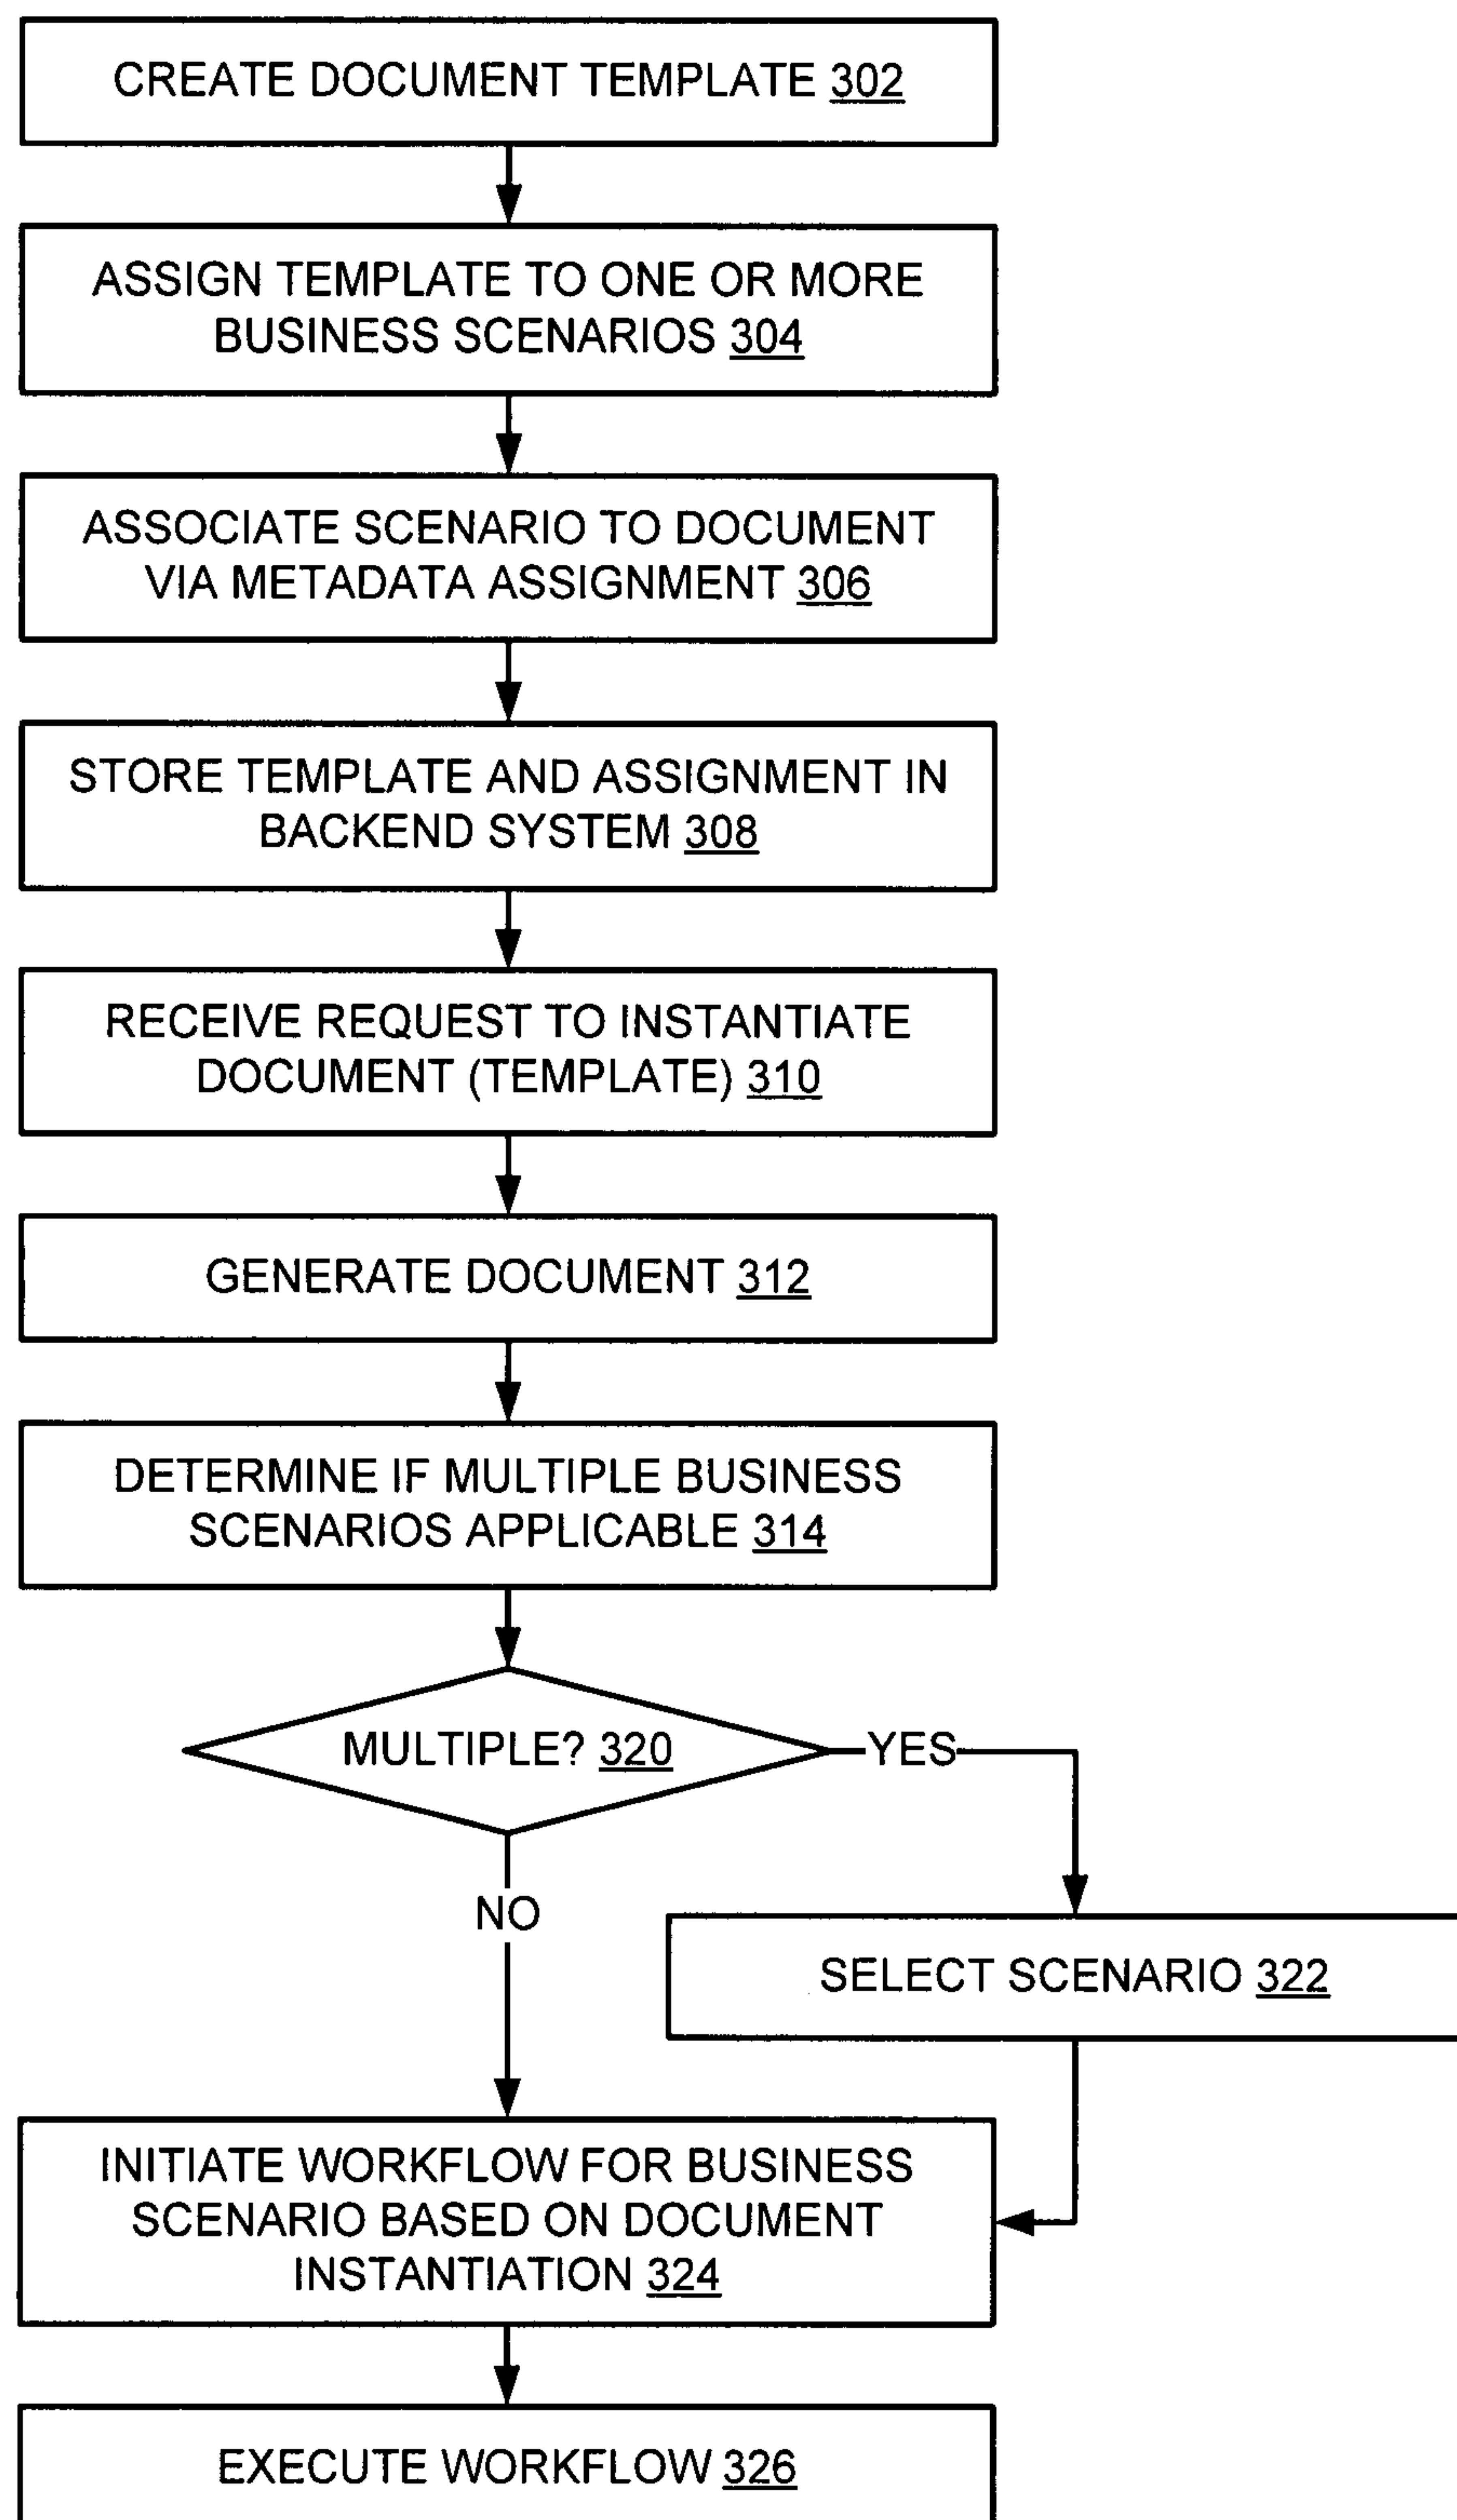 CREATE DOCUMENT TEMPLATE 302
ASSIGN TEMPLATE TO ONE OR MORE
BUSINESS SCENARIOS 304
ASSOCIATE SCENARIO TO DOCUMENT
VIA METADATA ASSIGNMENT 306
STORE TEMPLATE AND ASSIGNMENT IN
BACKEND SYSTEM 308
RECEIVE REQUEST TO INSTANTIATE
DOCUMENT (TEMPLATE) 310
GENERATE DOCUMENT 312
DETERMINE IF MULTIPLE BUSINESS
SCENARIOS APPLICABLE 314
MULTIPLE? 320
YES
NO
SELECT SCENARIO 322
INITIATE WORKFLOW FOR BUSINESS
SCENARIO BASED ON DOCUMENT
INSTANTIATION 324
EXECUTE WORKFLOW 326